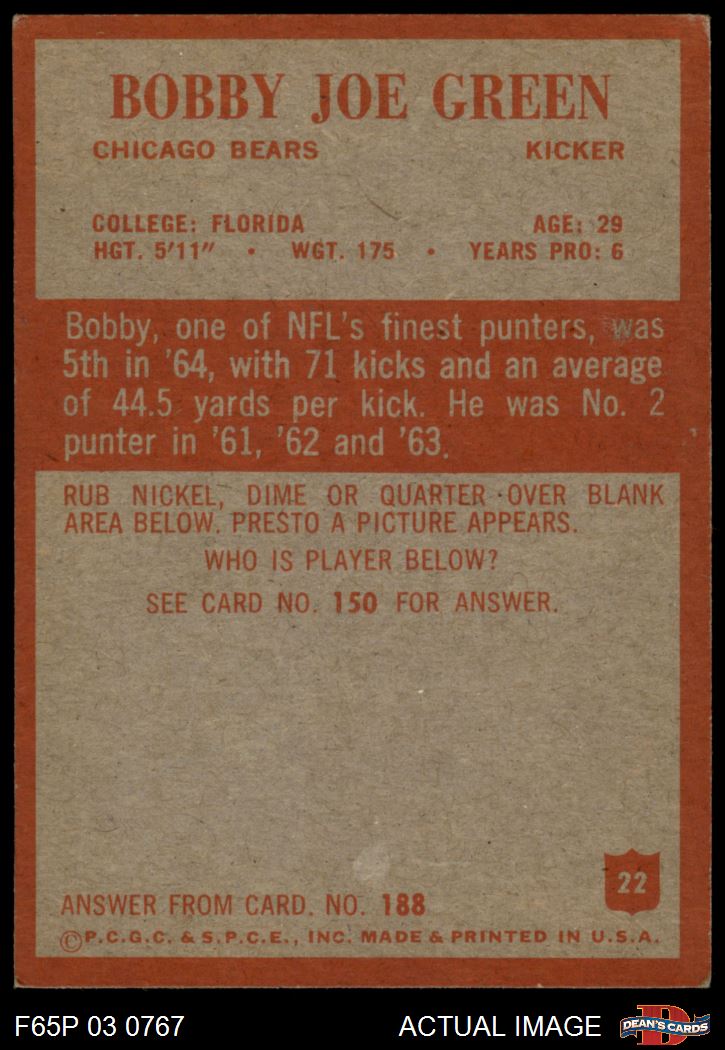 BOBBY JOE GREEN
CHICAGO BEARS KICKER
COLLEGE: FLORIDA AGE: 29
HGT. 5'11" • WGT. 175 • YEARS PRO: 6
Bobby, one of NFL's finest punters, was
5th in '64, with 71 kicks and an average
of 44.5 yards per kick. He was No. 2
punter in '61, '62 and '63.
RUB NICKEL, DIME OR QUARTER OVER BLANK
AREA BELOW. PRESTO A PICTURE APPEARS.
WHO IS PLAYER BELOW?
SEE CARD NO. 150 FOR ANSWER.
22
ANSWER FROM CARD. NO. 188
©P.C.G.C. & S.P.C.E., INC. MADE & PRINTED IN U.S.A.
F65P 03 0767 ACTUAL IMAGE
D
DEAN'S CARDS